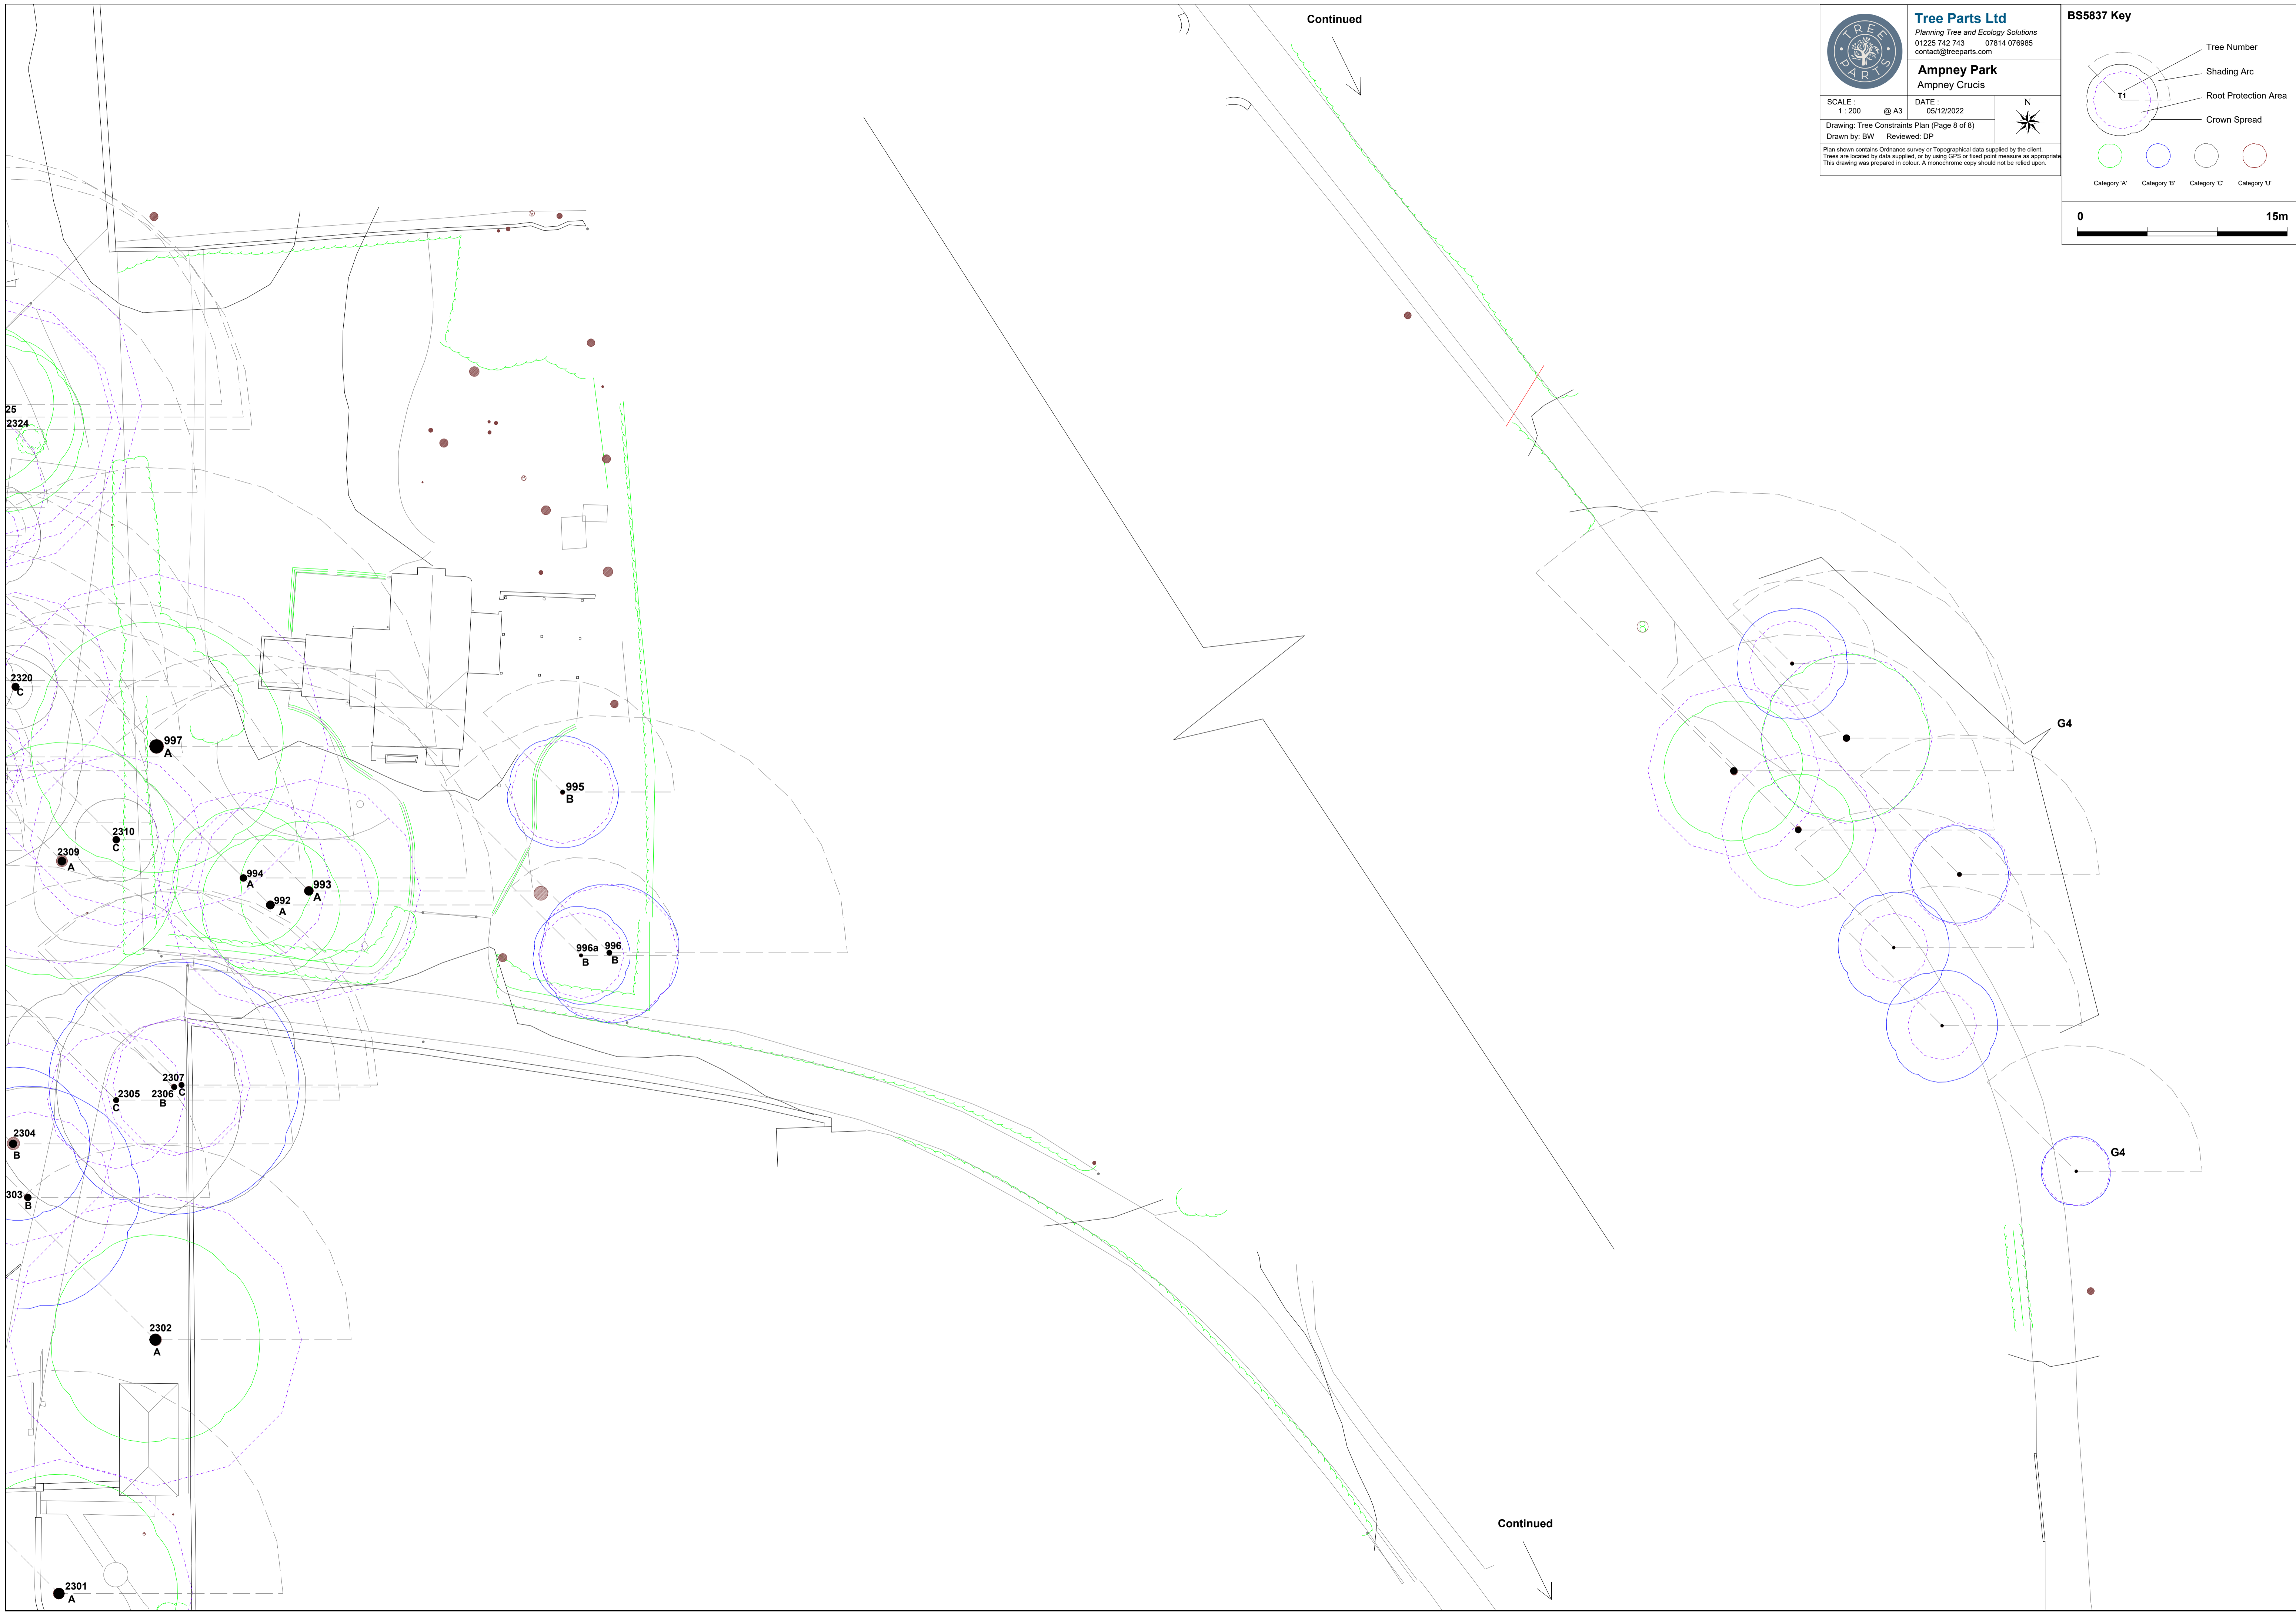 Continued
TREE PARTS
Tree Parts Ltd
Planning Tree and Ecology Solutions
01225 742 743 07814 076985
contact@treeparts.com
Ampney Park
Ampney Crucis
SCALE :
1 : 200 @ A3
DATE :
05/12/2022
N
Drawing: Tree Constraints Plan (Page 8 of 8)
Drawn by: BW Reviewed: DP
Plan shown contains Ordnance survey or Topographical data supplied by the client.
Trees are located by data supplied, or by using GPS or fixed point measure as appropriate
This drawing was prepared in colour. A monochrome copy should not be relied upon.
BS5837 Key
Tree Number
Shading Arc
T1
Root Protection Area
Crown Spread
Category 'A' Category 'B' Category 'C' Category 'U'
0 15m
25
2324
2320
C
997
A
995
B
2310
C
2309
A
994
A
993
A
992
A
996a
B
996
B
2307
C
2306
B
2305
C
2304
B
303
B
2302
A
2301
A
G4
G4
Continued